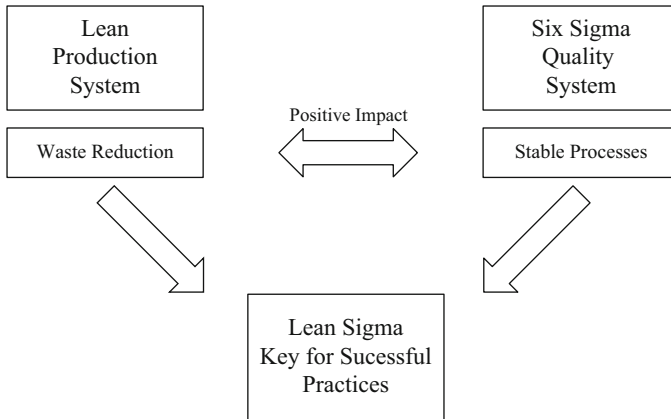 Lean
Production
System
Six Sigma
Quality
System
Positive Impact
Waste Reduction
Stable Processes
Lean Sigma
Key for Sucessful
Practices